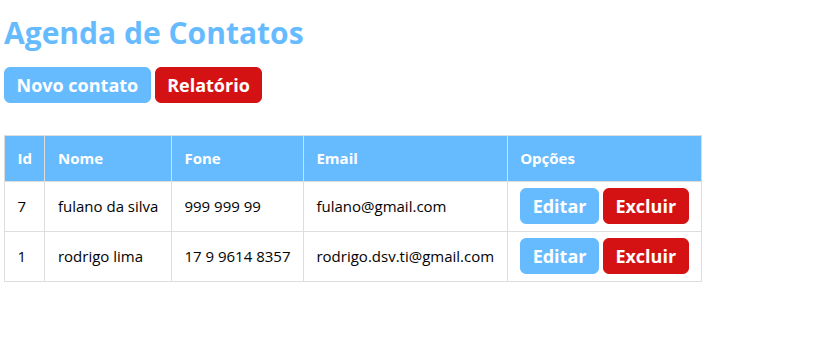 Agenda de Contatos
Novo contato Relatório
Id Nome Fone Email Opções
7 fulano da silva 999 999 99 fulano@gmail.com Editar Excluir
1 rodrigo lima 17 9 9614 8357 rodrigo.dsv.ti@gmail.com Editar Excluir